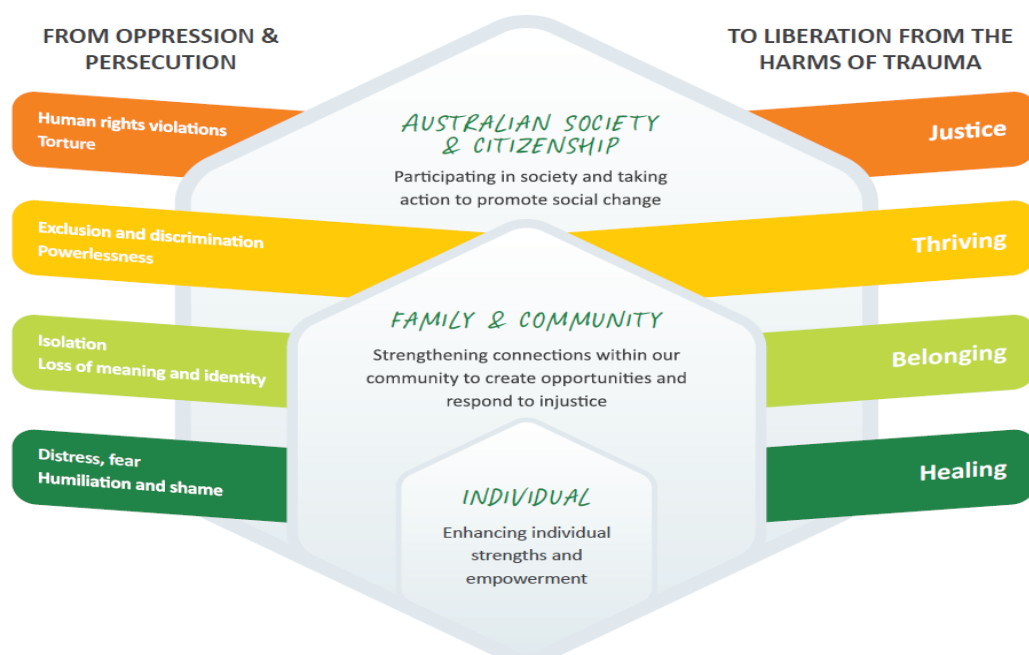 FROM OPPRESSION &
PERSECUTION
TO LIBERATION FROM THE
HARMS OF TRAUMA
Human rights violations
Torture
AUSTRALIAN SOCIETY
& CITIZENSHIP
Participating in society and taking
action to promote social change
Justice
Exclusion and discrimination
Powerlessness
Thriving
Isolation
Loss of meaning and identity
FAMILY & COMMUNITY
Strengthening connections within our
community to create opportunities and
respond to injustice
Belonging
Distress, fear
Humiliation and shame
INDIVIDUAL
Enhancing individual
strengths and
empowerment
Healing